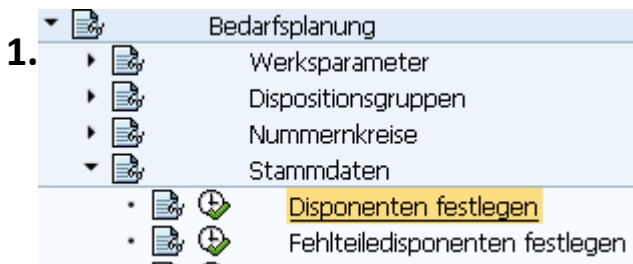 Bedarfsplanung
1.
Werksparameter
Dispositionsgruppen
Nummernkreise
Stammdaten
Disponenten festlegen
Fehlteiledisponenten festlegen